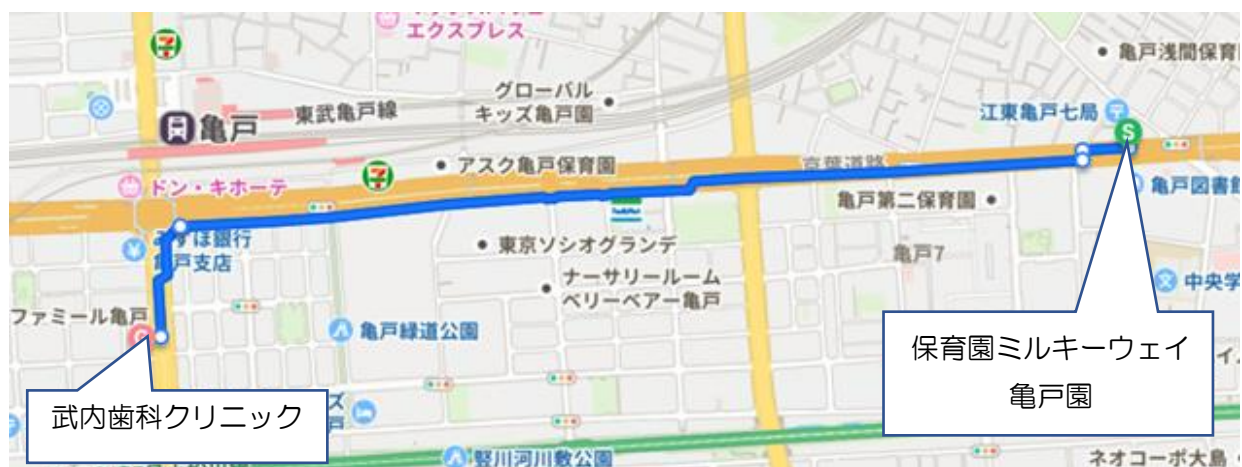 エクスプレス
亀戸浅間保育
グローバル
キッズ亀戸園
東武亀戸線
亀戸
江東亀戸七局
S
アスク亀戸保育園
京葉道路
ドン・キホーテ
亀戸第二保育園
亀戸図書館
みずほ銀行
亀戸支店
東京ソシオグランデ
亀戸7
ナーサリールーム
ベリーベアー亀戸
中央学
ファミール亀戸
亀戸緑道公園
保育園ミルキーウェイ
亀戸園
武内歯科クリニック
竪川河川敷公園
ネオコーポ大島